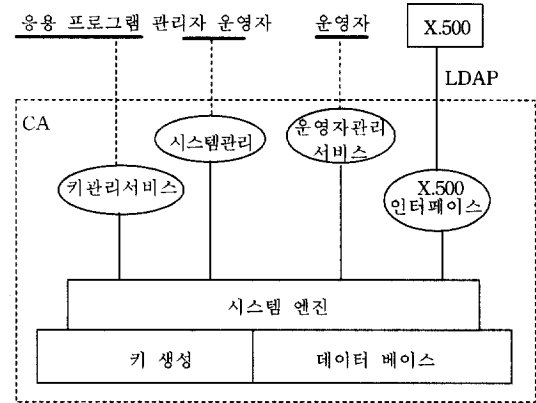 응용 프로그램 관리자 운영자 운영자 X.500
LDAP
CA
시스템관리
운영자관리
서비스
키관리서비스
X.500
인터페이스
시스템 엔진
키 생성 데이터 베이스